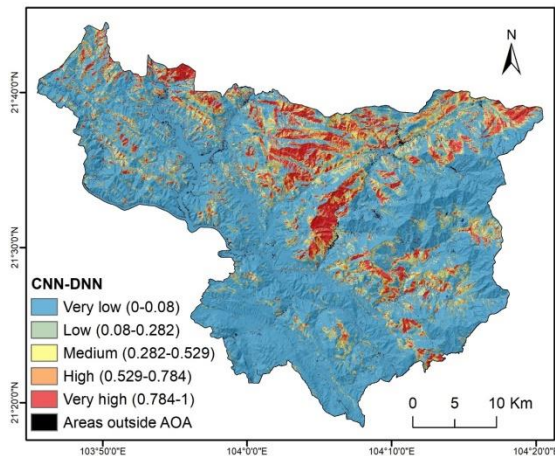 N
21°40'0"N
21°30'0"N
21°20'0"N
CNN-DNN
Very low (0-0.08)
Low (0.08-0.282)
Medium (0.282-0.529)
High (0.529-0.784)
Very high (0.784-1)
Areas outside AOA
0 5 10 Km
103°50'0"E 104°0'0"E 104°10'0"E 104°20'0"E